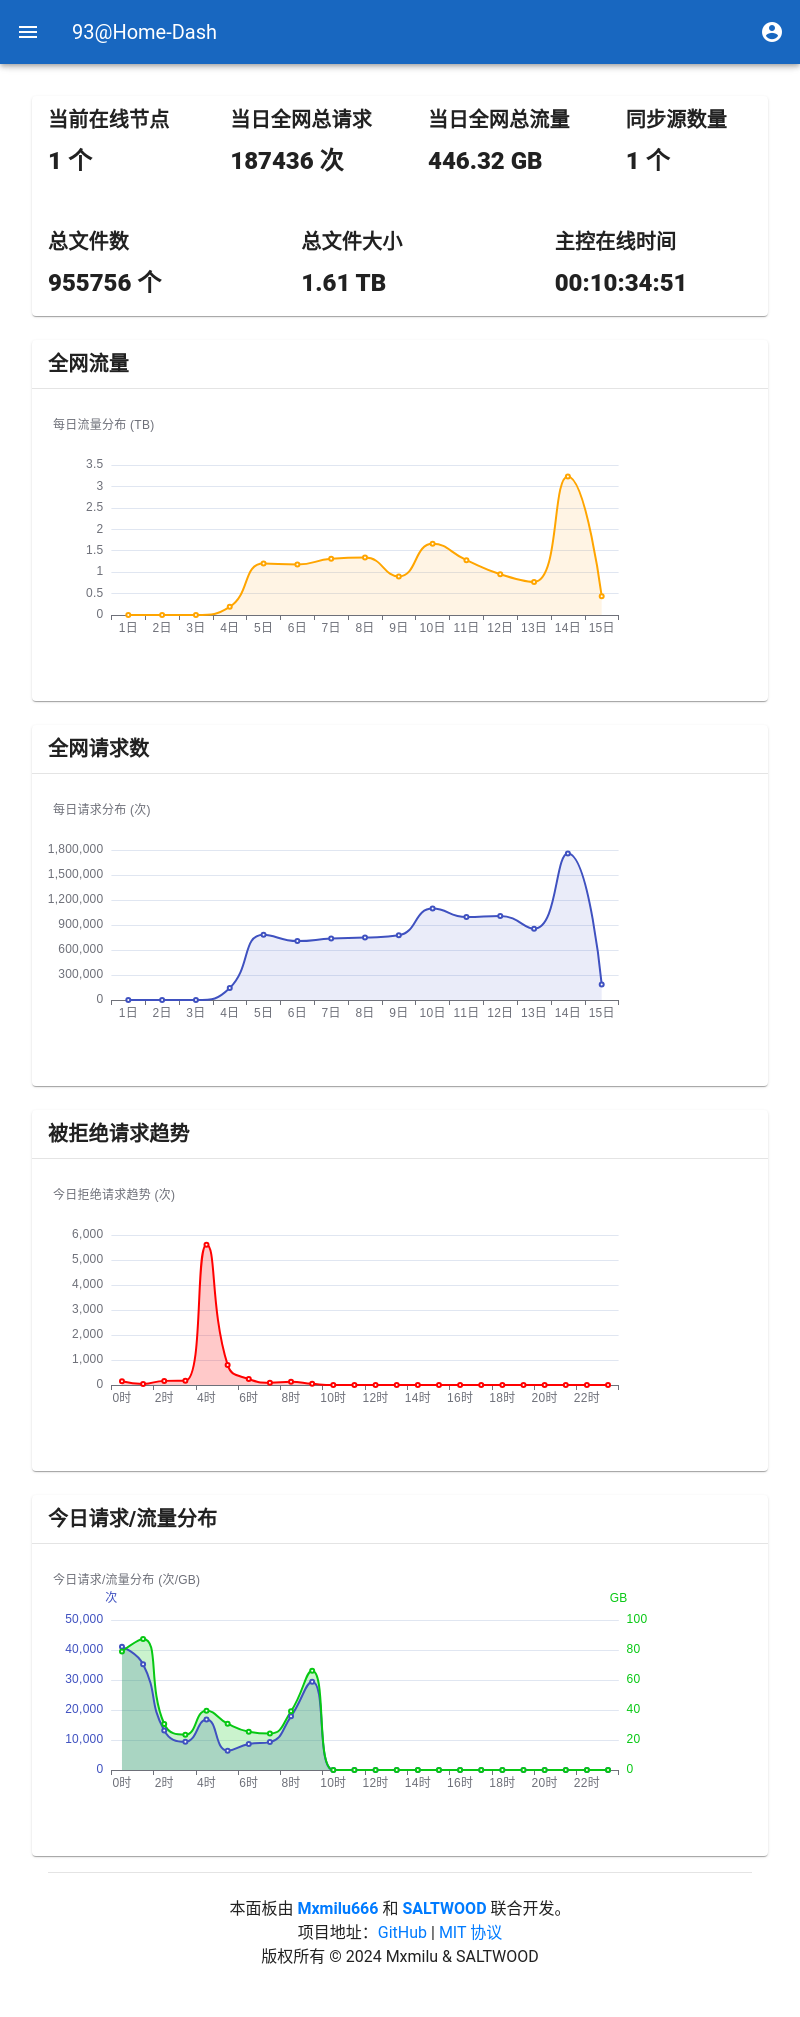 93@Home-Dash
当前在线节点 当日全网总请求 当日全网总流量 同步源数量
1 个 187436 次 446.32 GB 1 个
总文件数 总文件大小 主控在线时间
955756 个 1.61 TB 00:10:34:51
全网流量
每日流量分布 (TB)
3.5
3
2.5
2
1.5
1
0.5
0
1日 2日 3日 4日 5日 6日 7日 8日 9日 10日 11日 12日 13日 14日 15日
全网请求数
每日请求分布 (次)
1,800,000
1,500,000
1,200,000
900,000
600,000
300,000
0
1日 2日 3日 4日 5日 6日 7日 8日 9日 10日 11日 12日 13日 14日 15日
被拒绝请求趋势
今日拒绝请求趋势 (次)
6,000
5,000
4,000
3,000
2,000
1,000
0
0时 2时 4时 6时 8时 10时 12时 14时 16时 18时 20时 22时
今日请求/流量分布
今日请求/流量分布 (次/GB)
次 GB
50,000 100
40,000 80
30,000 60
20,000 40
10,000 20
0 0
0时 2时 4时 6时 8时 10时 12时 14时 16时 18时 20时 22时
本面板由 Mxmilu666 和 SALTWOOD 联合开发。
项目地址：GitHub | MIT 协议
版权所有 © 2024 Mxmilu & SALTWOOD